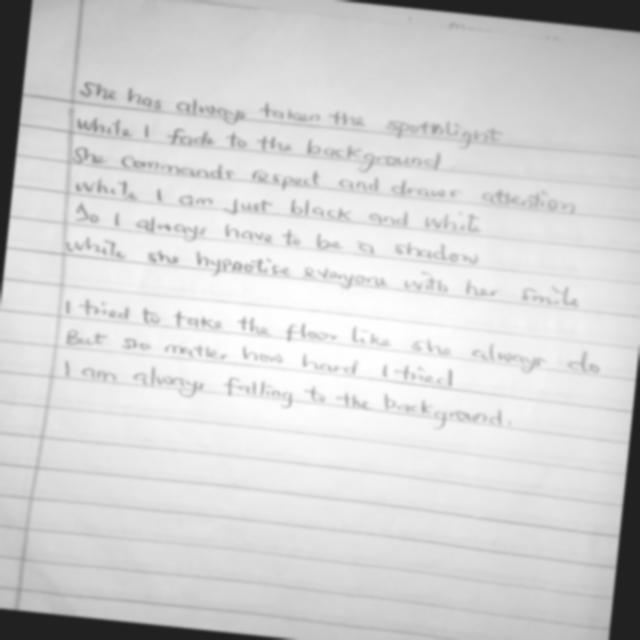 She has always taken the spotlight
while I fade to the background
She commands respect and draws attention
while I am just black and white
So I always have to be a shadow
while she hypnotise everyone with her smile
I tried to take the floor like she always do
But no matter how hard I tried
I am always falling to the background.